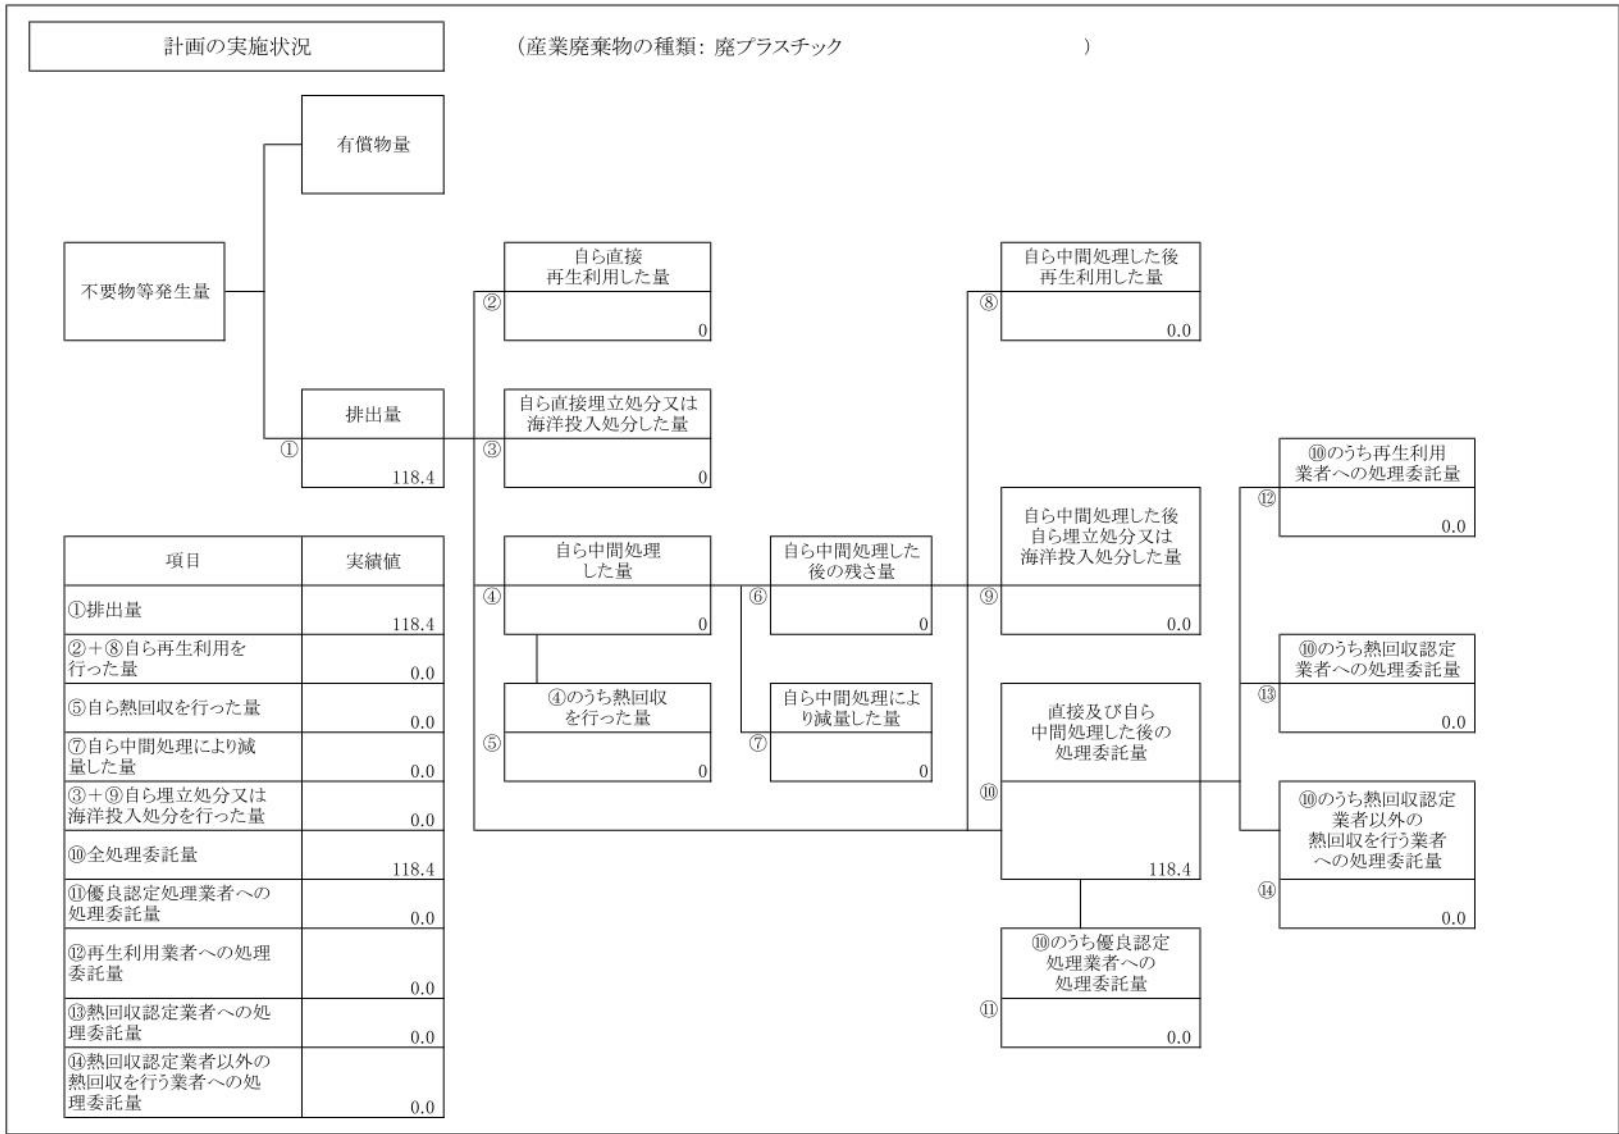 計画の実施状況
（産業廃棄物の種類: 廃プラスチック ）
有償物量
不要物等発生量
排出量
①
118.4
自ら直接
再生利用した量
②
0
自ら直接埋立処分又は
海洋投入処分した量
③
0
自ら中間処理
した量
④
0
④のうち熱回収
を行った量
⑤
0
自ら中間処理した
後の残さ量
⑥
0
自ら中間処理によ
り減量した量
⑦
0
自ら中間処理した後
再生利用した量
⑧
0.0
自ら中間処理した後
自ら埋立処分又は
海洋投入処分した量
⑨
0.0
直接及び自ら
中間処理した後の
処理委託量
⑩
118.4
⑩のうち優良認定
処理業者への
処理委託量
⑪
0.0
⑩のうち再生利用
業者への処理委託量
⑫
0.0
⑩のうち熱回収認定
業者への処理委託量
⑬
0.0
⑩のうち熱回収認定
業者以外の
熱回収を行う業者
への処理委託量
⑭
0.0
項目 実績値
①排出量
118.4
②＋⑧自ら再生利用を
行った量
0.0
⑤自ら熱回収を行った量
0.0
⑦自ら中間処理により減
量した量
0.0
③＋⑨自ら埋立処分又は
海洋投入処分を行った量
0.0
⑩全処理委託量
118.4
⑪優良認定処理業者への
処理委託量
0.0
⑫再生利用業者への処理
委託量
0.0
⑬熱回収認定業者への処
理委託量
0.0
⑭熱回収認定業者以外の
熱回収を行う業者への処
理委託量
0.0